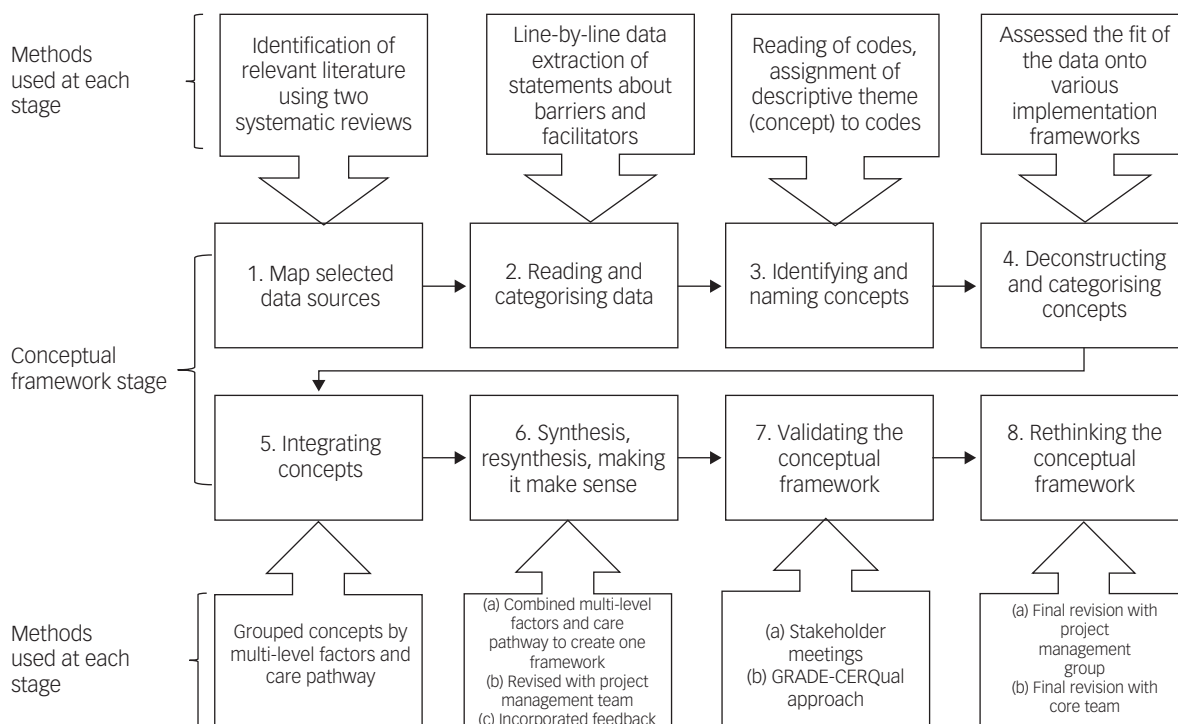 Methods
used at each
stage
Identification of
relevant literature
using two
systematic reviews
Line-by-line data
extraction of
statements about
barriers and
facilitators
Reading of codes,
assignment of
descriptive theme
(concept) to codes
Assessed the fit of
the data onto
various
implementation
frameworks
Conceptual
framework stage
1. Map selected
data sources
2. Reading and
categorising data
3. Identifying and
naming concepts
4. Deconstructing
and categorising
concepts
5. Integrating
concepts
6. Synthesis,
resynthesis, making
it make sense
7. Validating the
conceptual
framework
8. Rethinking the
conceptual
framework
Methods
used at each
stage
Grouped concepts by
multi-level factors and
care pathway
(a) Combined multi-level
factors and care
pathway to create one
framework
(b) Revised with project
management team
(c) Incorporated feedback
(a) Stakeholder
meetings
(b) GRADE-CERQual
approach
(a) Final revision with
project
management
group
(b) Final revision with
core team